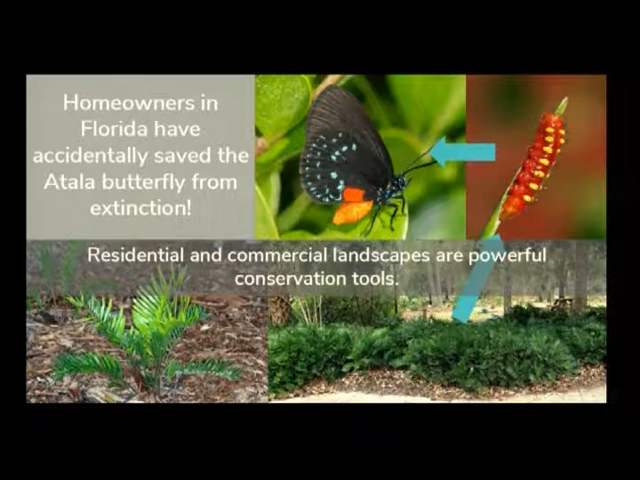 Homeowners in
Florida have
accidentally saved the
Atala butterfly from
extinction!
Residential and commercial landscapes are powerful
conservation tools.